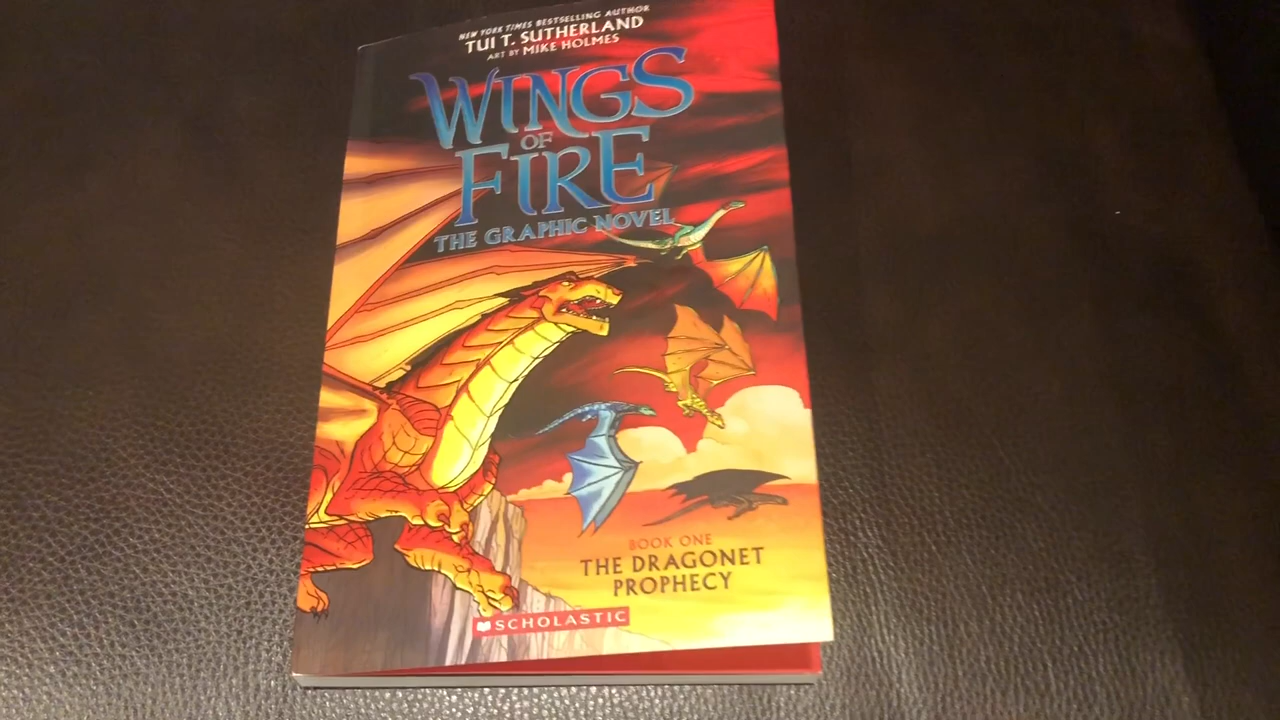 NEW YORK TIMES BESTSELLING AUTHOR
TUI T. SUTHERLAND
ART BY MIKE HOLMES
WINGS
OF
FIRE
THE GRAPHIC NOVEL
BOOK ONE
THE DRAGONET
PROPHECY
SCHOLASTIC